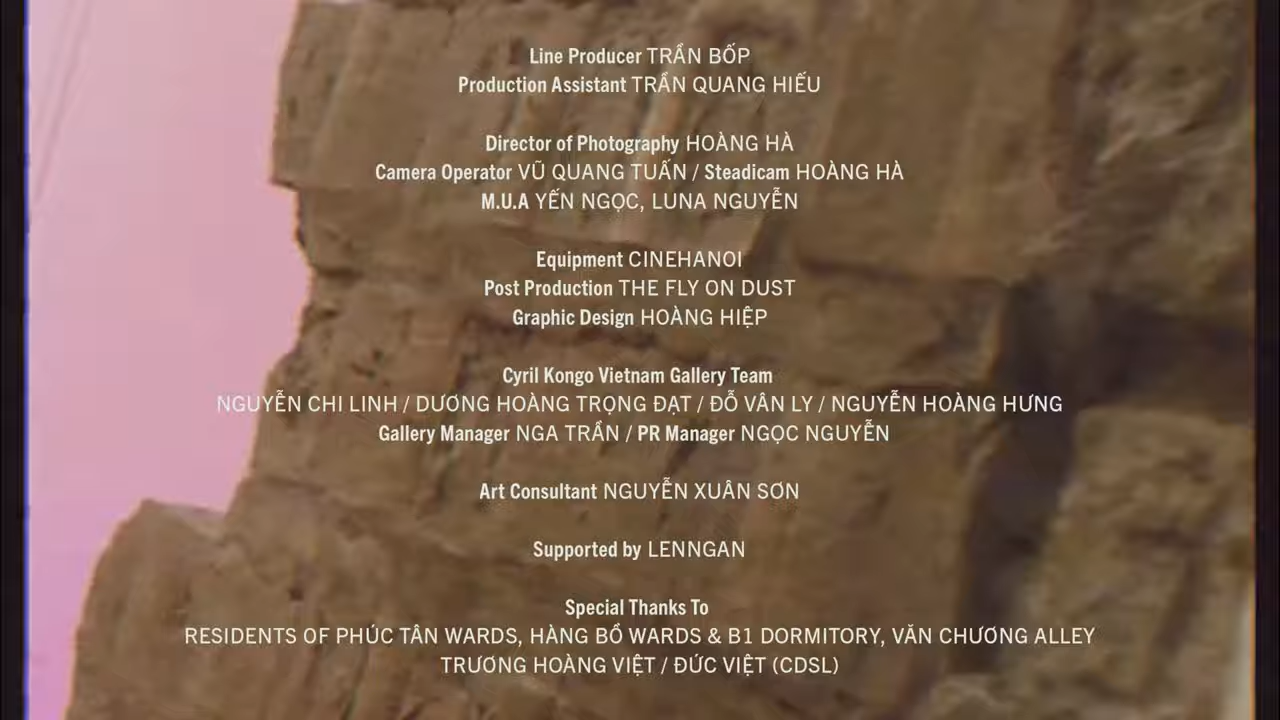 Line Producer TRẦN BỐP
Production Assistant TRẦN QUANG HIẾU
Director of Photography HOÀNG HÀ
Camera Operator VŨ QUANG TUẤN / Steadicam HOÀNG HÀ
M.U.A YẾN NGỌC, LUNA NGUYỄN
Equipment CINEHANOI
Post Production THE FLY ON DUST
Graphic Design HOÀNG HIỆP
Cyril Kongo Vietnam Gallery Team
NGUYỄN CHI LINH / DƯƠNG HOÀNG TRỌNG ĐẠT / ĐỖ VÂN LY / NGUYỄN HOÀNG HƯNG
Gallery Manager NGA TRẦN / PR Manager NGỌC NGUYỄN
Art Consultant NGUYỄN XUÂN SƠN
Supported by LENNGAN
Special Thanks To
RESIDENTS OF PHÚC TÂN WARDS, HÀNG BỒ WARDS & B1 DORMITORY, VĂN CHƯƠNG ALLEY
TRƯƠNG HOÀNG VIỆT / ĐỨC VIỆT (CDSL)